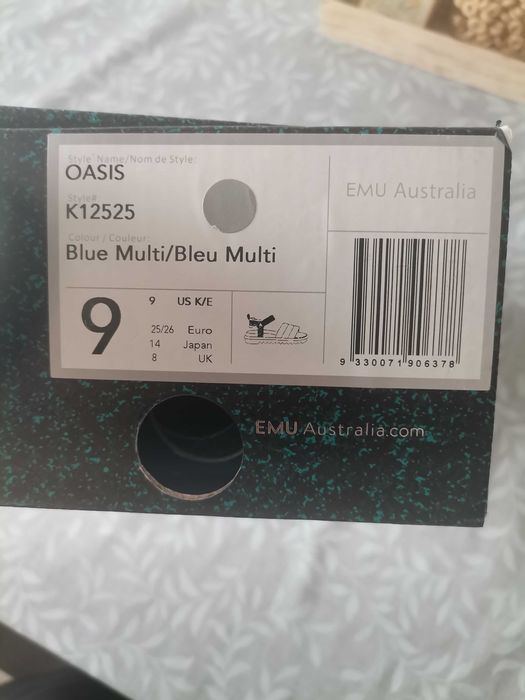 Style Name/Nom de Style:
OASIS
Style#
K12525
Colour / Couleur:
Blue Multi/Bleu Multi
EMU Australia
9
9 US K/E
25/26 Euro
14 Japan
8 UK
9 330071 906378
EMU Australia.com